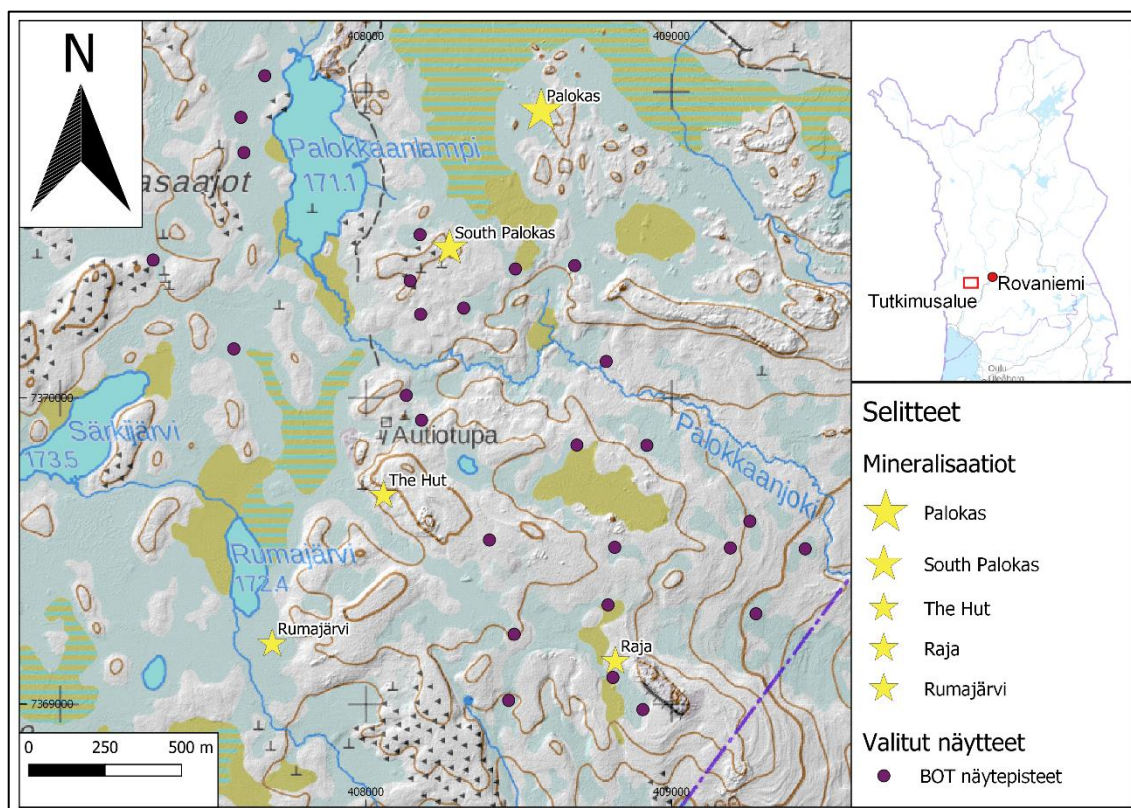 N
408000
409000
Palokas
Palokkaanlampi
171.1
asaajot
South Palokas
7370000
Särkijärvi
173.5
Autiotupa
Palokkaanjoki
The Hut
Rumajärvi
172.4
Rumajärvi
Raja
7369000
0 250 500 m
408000
409000
Rovaniemi
Tutkimusalue
Oulu
Uleåborg
Selitteet
Mineralisaatiot
Palokas
South Palokas
The Hut
Raja
Rumajärvi
Valitut näytteet
BOT näytepisteet